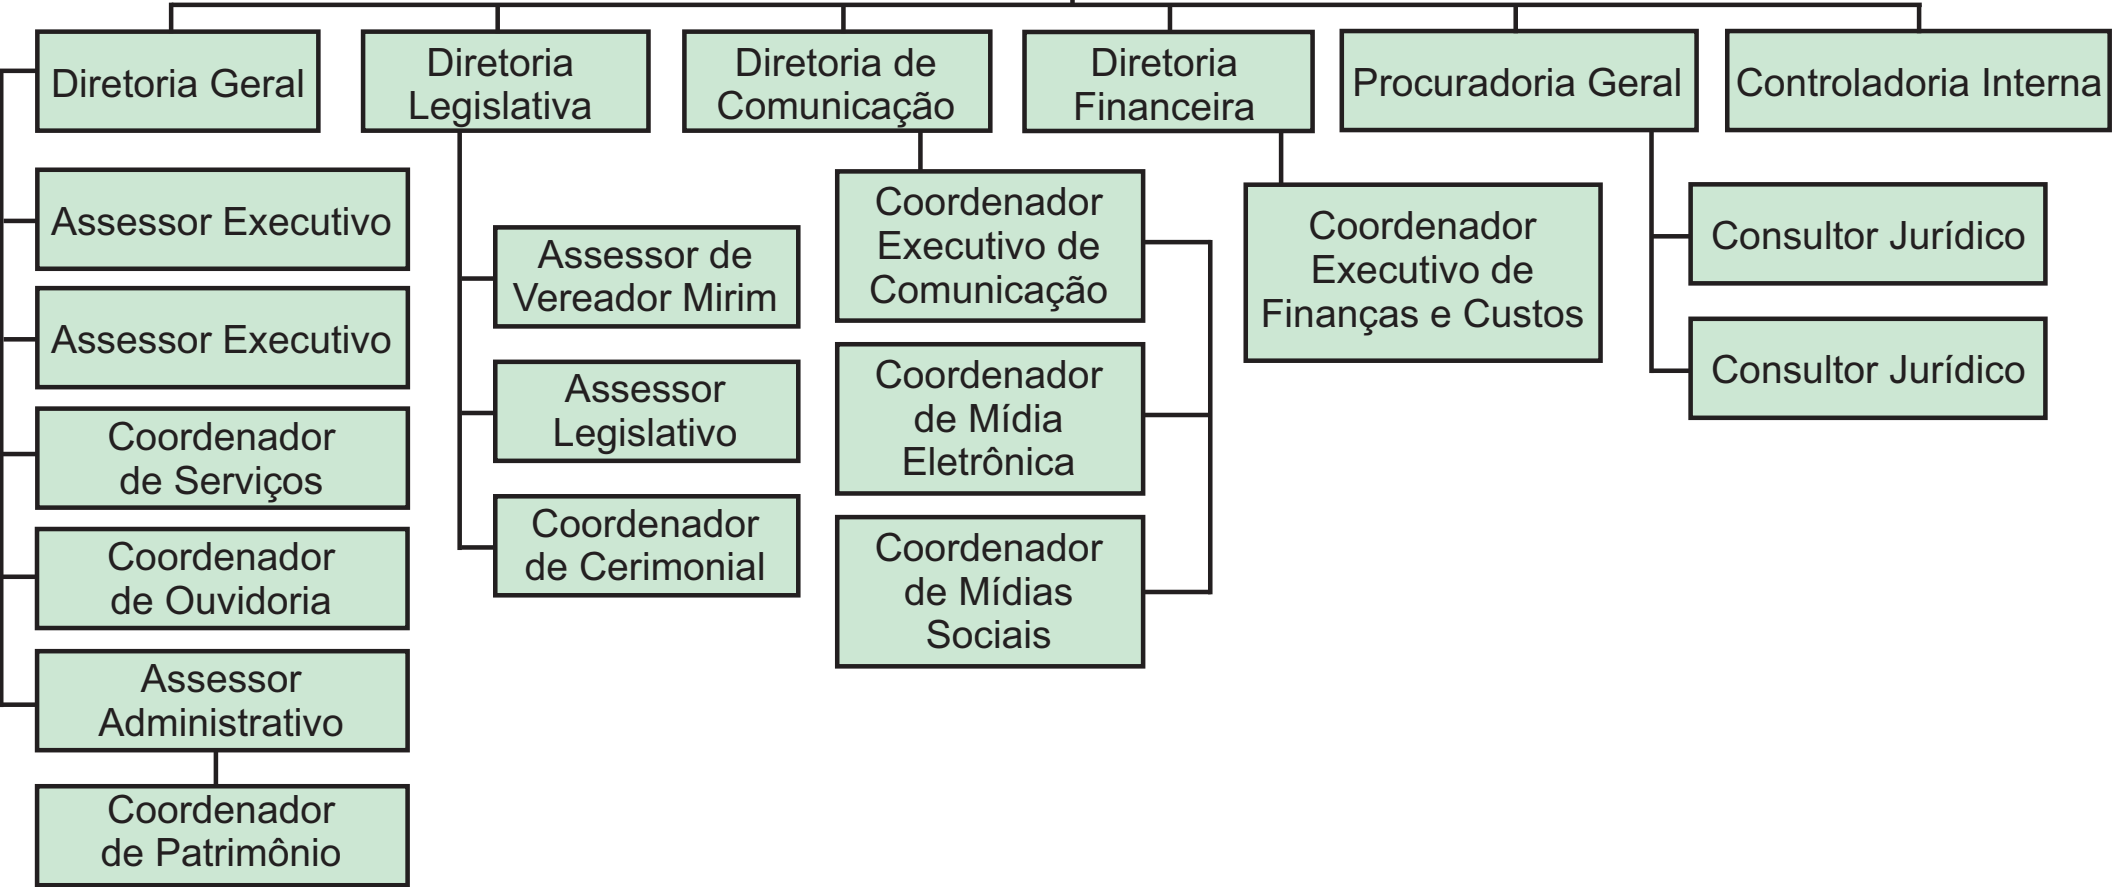 Diretoria Geral
Diretoria
Legislativa
Diretoria de
Comunicação
Diretoria
Financeira
Procuradoria Geral
Controladoria Interna
Assessor Executivo
Assessor Executivo
Coordenador
de Serviços
Coordenador
de Ouvidoria
Assessor
Administrativo
Coordenador
de Patrimônio
Assessor de
Vereador Mirim
Assessor
Legislativo
Coordenador
de Cerimonial
Coordenador
Executivo de
Comunicação
Coordenador
de Mídia
Eletrônica
Coordenador
de Mídias
Sociais
Coordenador
Executivo de
Finanças e Custos
Consultor Jurídico
Consultor Jurídico